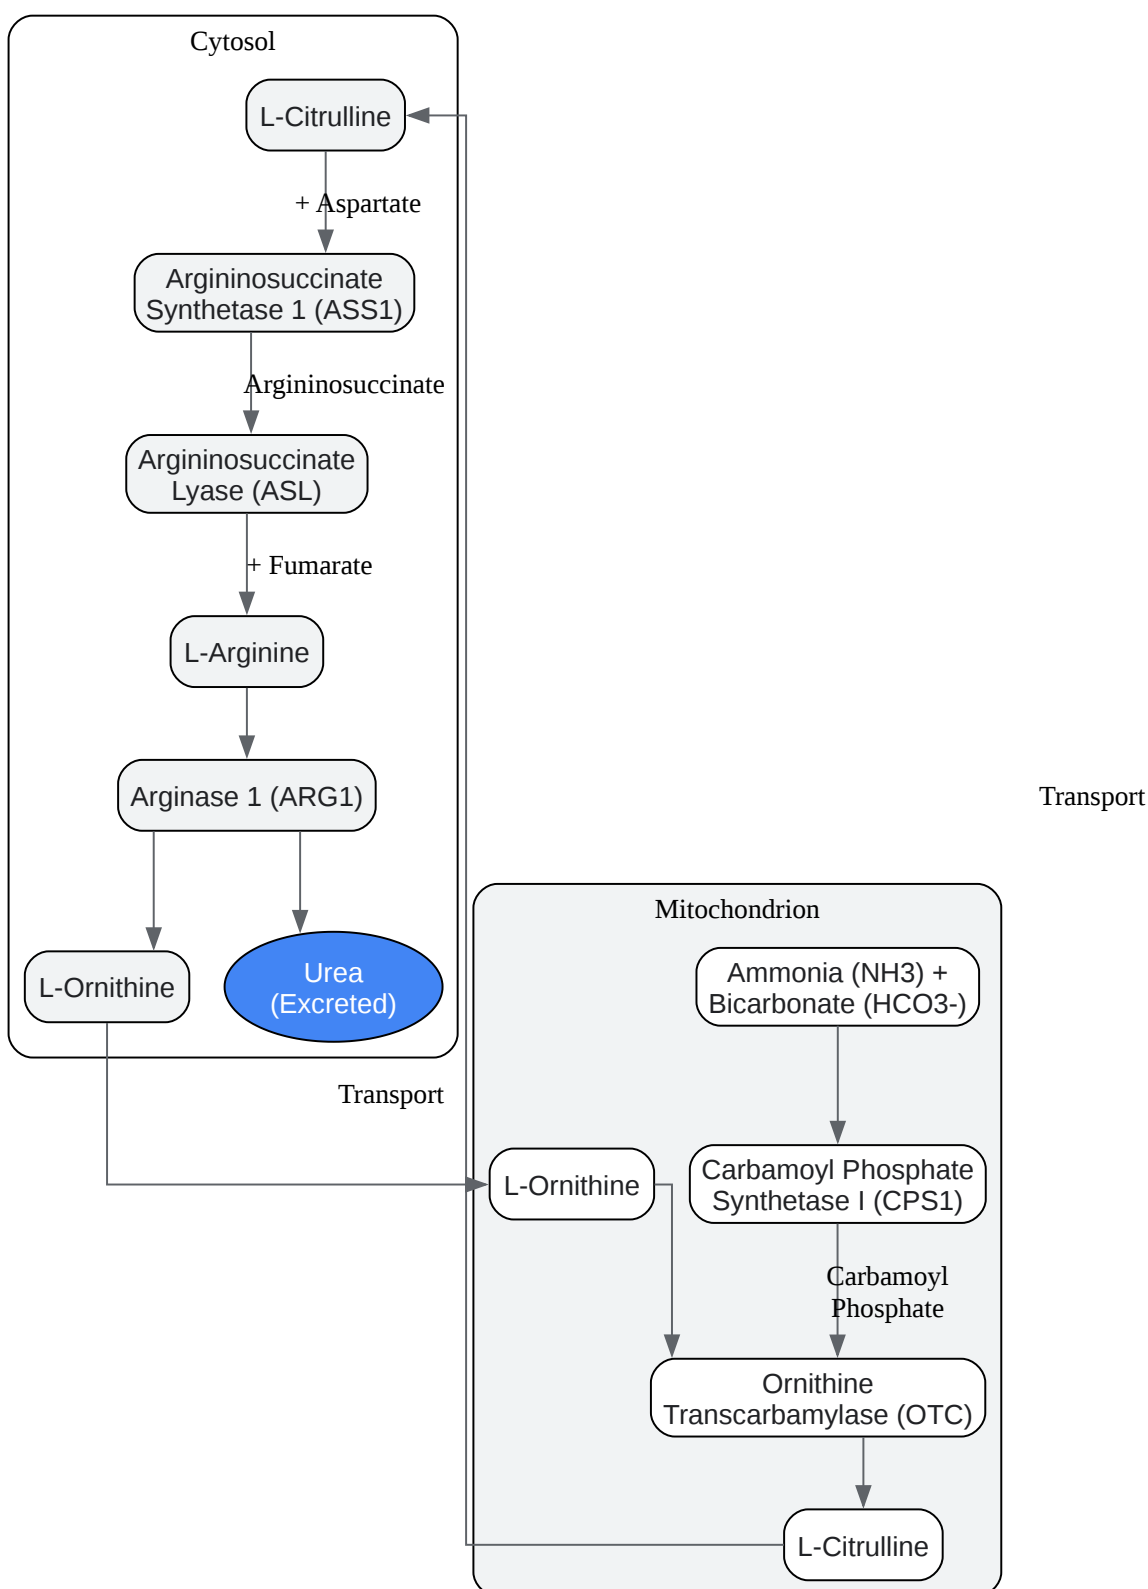 Cytosol
L-Citrulline
+ Aspartate
Argininosuccinate
Synthetase 1 (ASS1)
Argininosuccinate
Argininosuccinate
Lyase (ASL)
+ Fumarate
L-Arginine
Arginase 1 (ARG1)
Transport
L-Ornithine
Urea
(Excreted)
Transport
Mitochondrion
Ammonia (NH3) +
Bicarbonate (HCO3-)
L-Ornithine
Carbamoyl Phosphate
Synthetase I (CPS1)
Carbamoyl
Phosphate
Ornithine
Transcarbamylase (OTC)
L-Citrulline